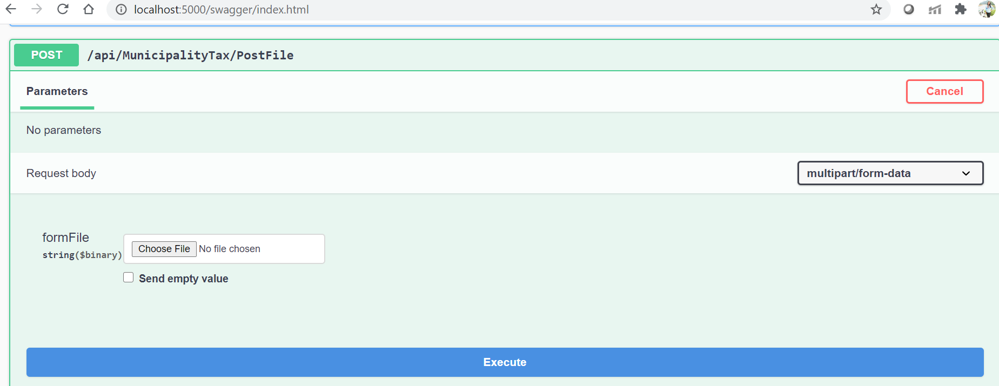 localhost:5000/swagger/index.html
POST /api/MunicipalityTax/PostFile
Parameters
Cancel
No parameters
Request body
multipart/form-data
formFile
string($binary)
Choose File No file chosen
Send empty value
Execute